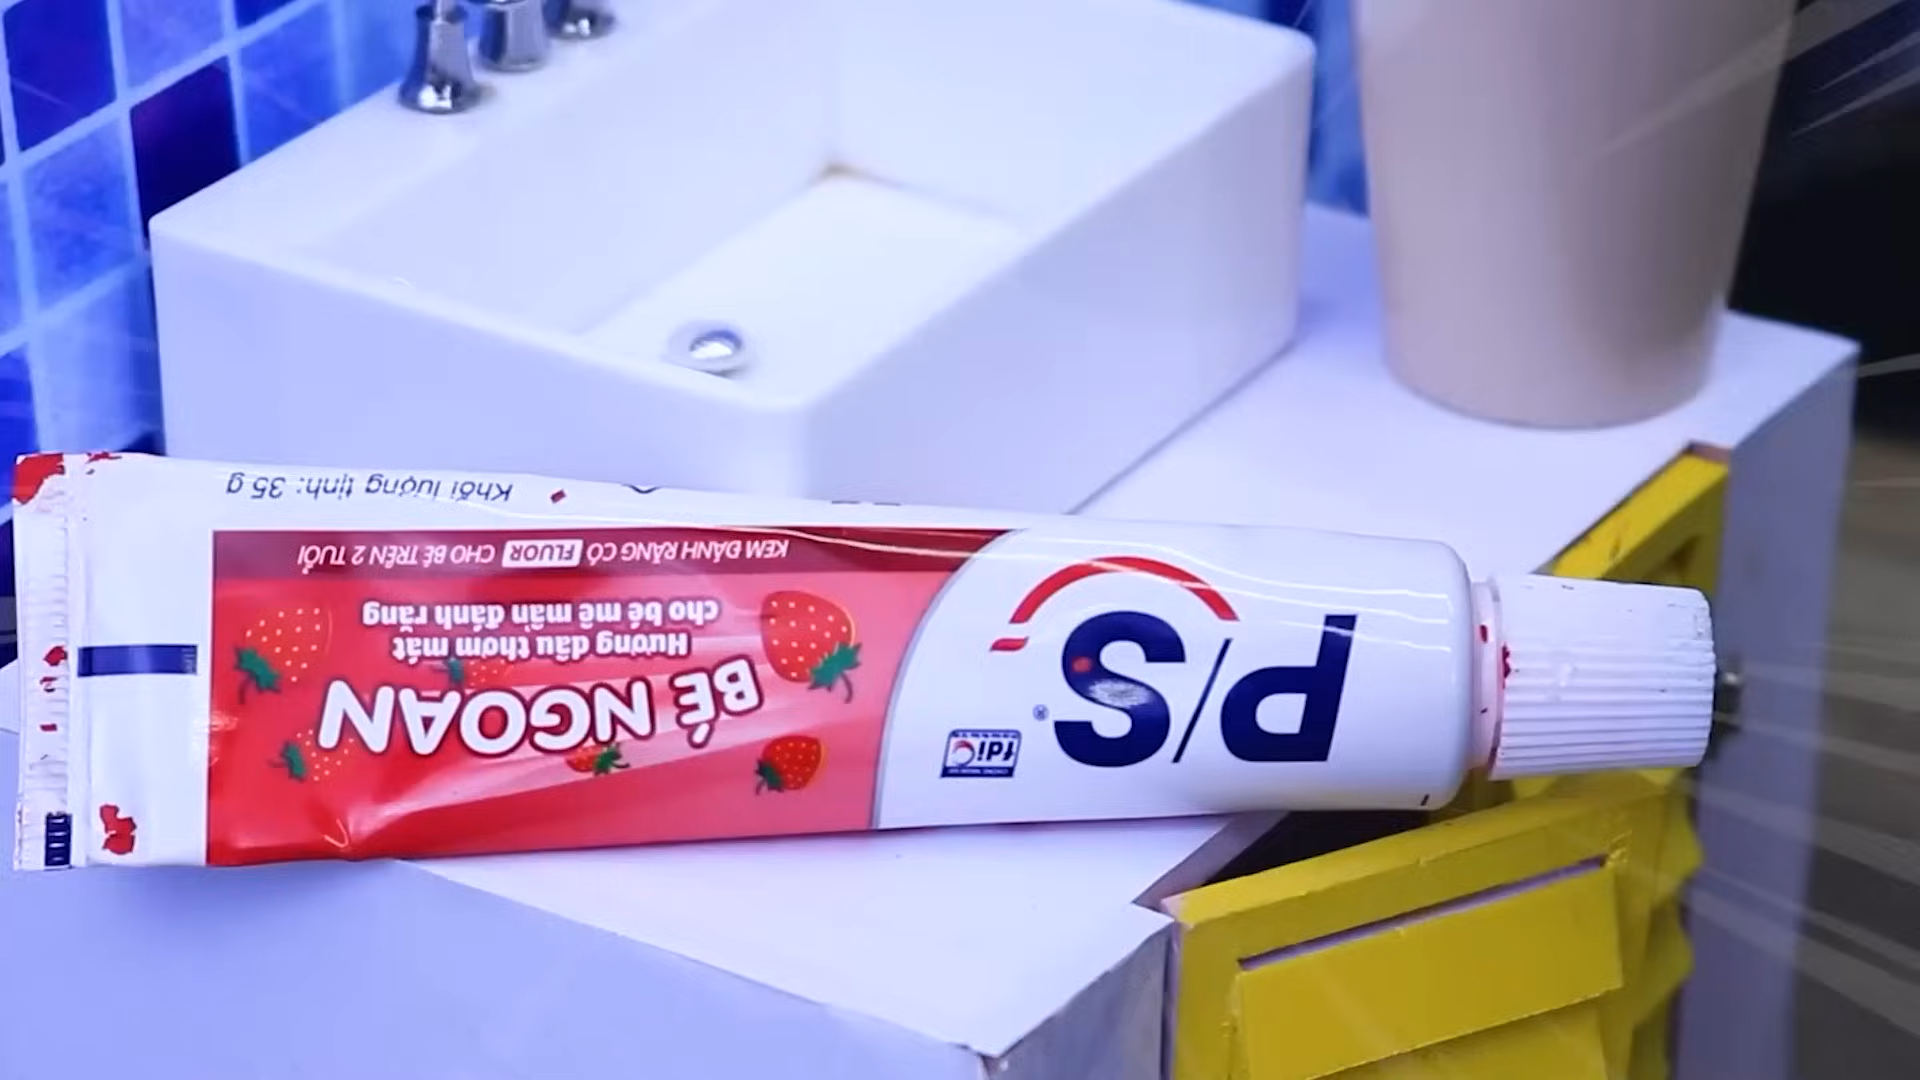 P/S®
fdi
BÉ NGOAN
Hương dâu thơm mát
cho bé mê mẩn đánh răng
KEM ĐÁNH RĂNG CÓ FLUOR CHO BÉ TRÊN 2 TUỔI
Khối lượng tịnh: 35 g